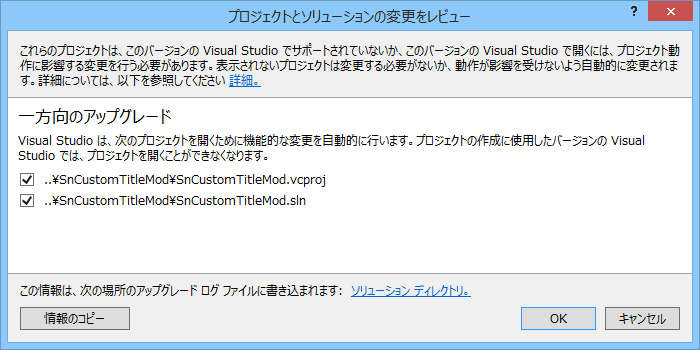 プロジェクトとソリューションの変更をレビュー
これらのプロジェクトは、このバージョンの Visual Studio でサポートされていないか、このバージョンの Visual Studio で開くには、プロジェクト動
作に影響する変更を行う必要があります。表示されないプロジェクトは変更する必要がないか、動作が影響を受けないよう自動的に変更されま
す。詳細については、以下を参照してください 詳細。
一方向のアップグレード
Visual Studio は、次のプロジェクトを開くために機能的な変更を自動的に行います。プロジェクトの作成に使用したバージョンの Visual
Studio では、プロジェクトを開くことができなくなります。
..¥SnCustomTitleMod¥SnCustomTitleMod.vcproj
..¥SnCustomTitleMod¥SnCustomTitleMod.sln
この情報は、次の場所のアップグレード ログ ファイルに書き込まれます: ソリューション ディレクトリ。
情報のコピー OK キャンセル